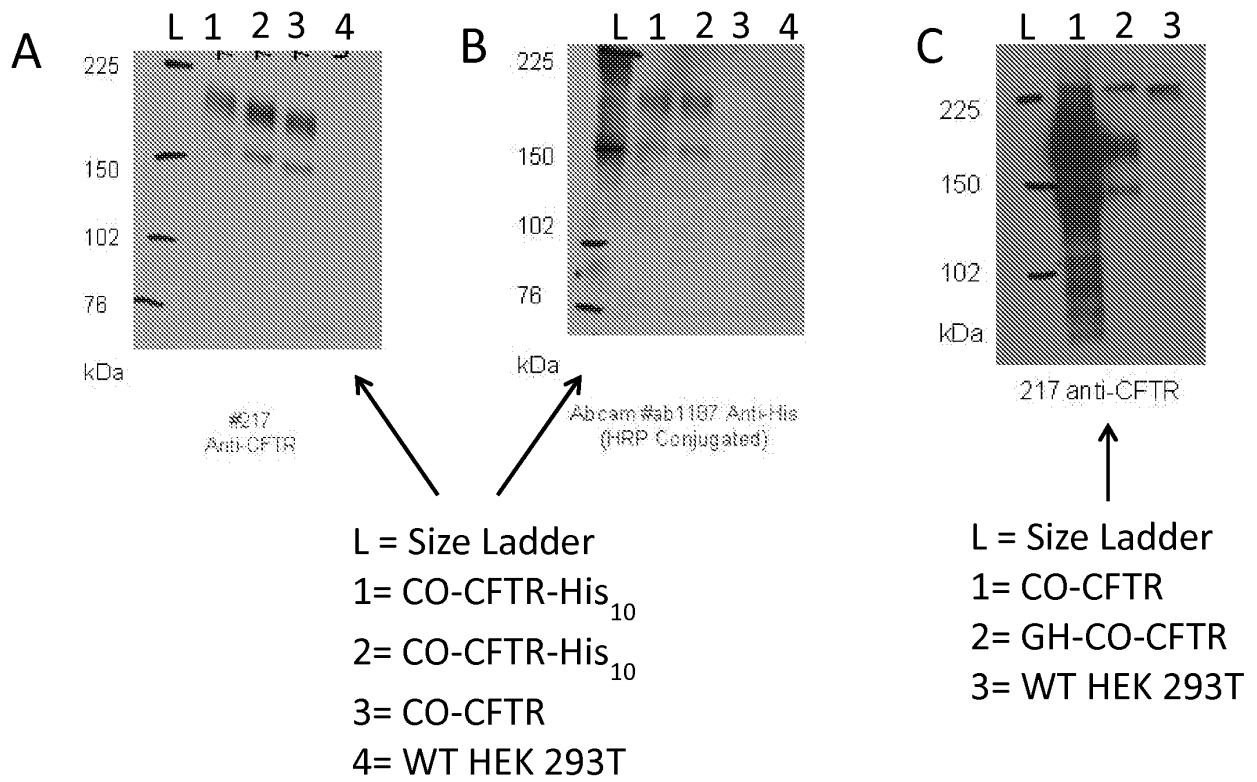 A
L 1 2 3 4
225
150
102
76
kDa
#217
Anti-CFTR
B
L 1 2 3 4
225
150
102
76
kDa
Abcam #ab1187 Anti-His
(HRP Conjugated)
C
L 1 2 3
225
150
102
kDa
217 anti-CFTR
L = Size Ladder
1= CO-CFTR-His10
2= CO-CFTR-His10
3= CO-CFTR
4= WT HEK 293T
L = Size Ladder
1= CO-CFTR
2= GH-CO-CFTR
3= WT HEK 293T